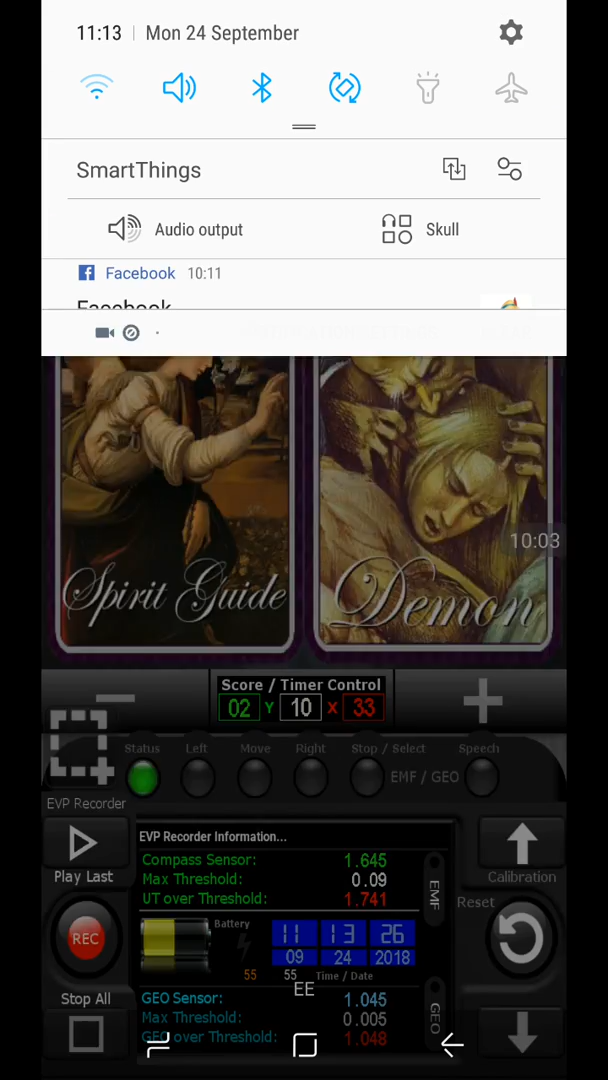 11:13 | Mon 24 September
SmartThings
Audio output
Skull
Facebook 10:11
Facebook
10:03
Spirit Guide
Demon
Score / Timer Control
02 Y 10 X 33
Status Left Move Right Stop / Select Speech
EMF / GEO
EVP Recorder
EVP Recorder Information...
Play Last
Compass Sensor: 1.645
Max Threshold: 0.09
UT over Threshold: 1.741
EMF
Calibration
Reset
REC
Battery
11 13 26
09 24 2018
55 55 Time / Date
EE
Stop All
GEO Sensor: 1.045
Max Threshold: 0.005
GEO over Threshold: 1.048
GEO